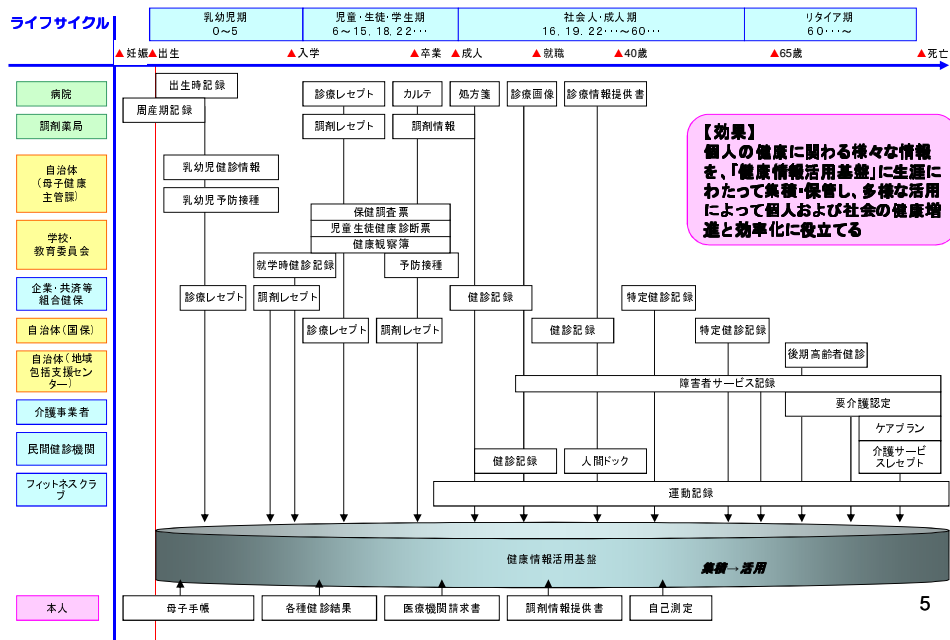 ライフサイクル
乳幼児期
0～5
児童・生徒・学生期
6～15．18．22・・・
社会人・成人期
16．19．22・・・～60・・・
リタイア期
６０・・・～
▲妊娠
▲出生
▲入学
▲卒業
▲成人
▲就職
▲40歳
▲65歳
▲死亡
病院
出生時記録
診療レセプト
カルテ
処方箋
診療画像
診療情報提供書
周産期記録
調剤薬局
調剤レセプト
調剤情報
【効果】
個人の健康に関わる様々な情報
を、「健康情報活用基盤」に生涯に
わたって集積・保管し、多様な活用
によって個人および社会の健康増
進と効率化に役立てる
自治体
（母子健康
主管課）
乳幼児健診情報
乳幼児予防接種
保健調査票
児童生徒健康診断票
健康観察簿
学校・
教育委員会
就学時健診記録
予防接種
企業・共済等
組合健保
診療レセプト
調剤レセプト
健診記録
特定健診記録
自治体（国保）
診療レセプト
調剤レセプト
健診記録
特定健診記録
自治体（地域
包括支援セン
ター）
後期高齢者健診
障害者サービス記録
介護事業者
要介護認定
ケアプラン
民間健診機関
健診記録
人間ドック
介護サービ
スレセプト
フィットネスクラ
ブ
運動記録
健康情報活用基盤
集積→活用
本人
母子手帳
各種健診結果
医療機関請求書
調剤情報提供書
自己測定
5